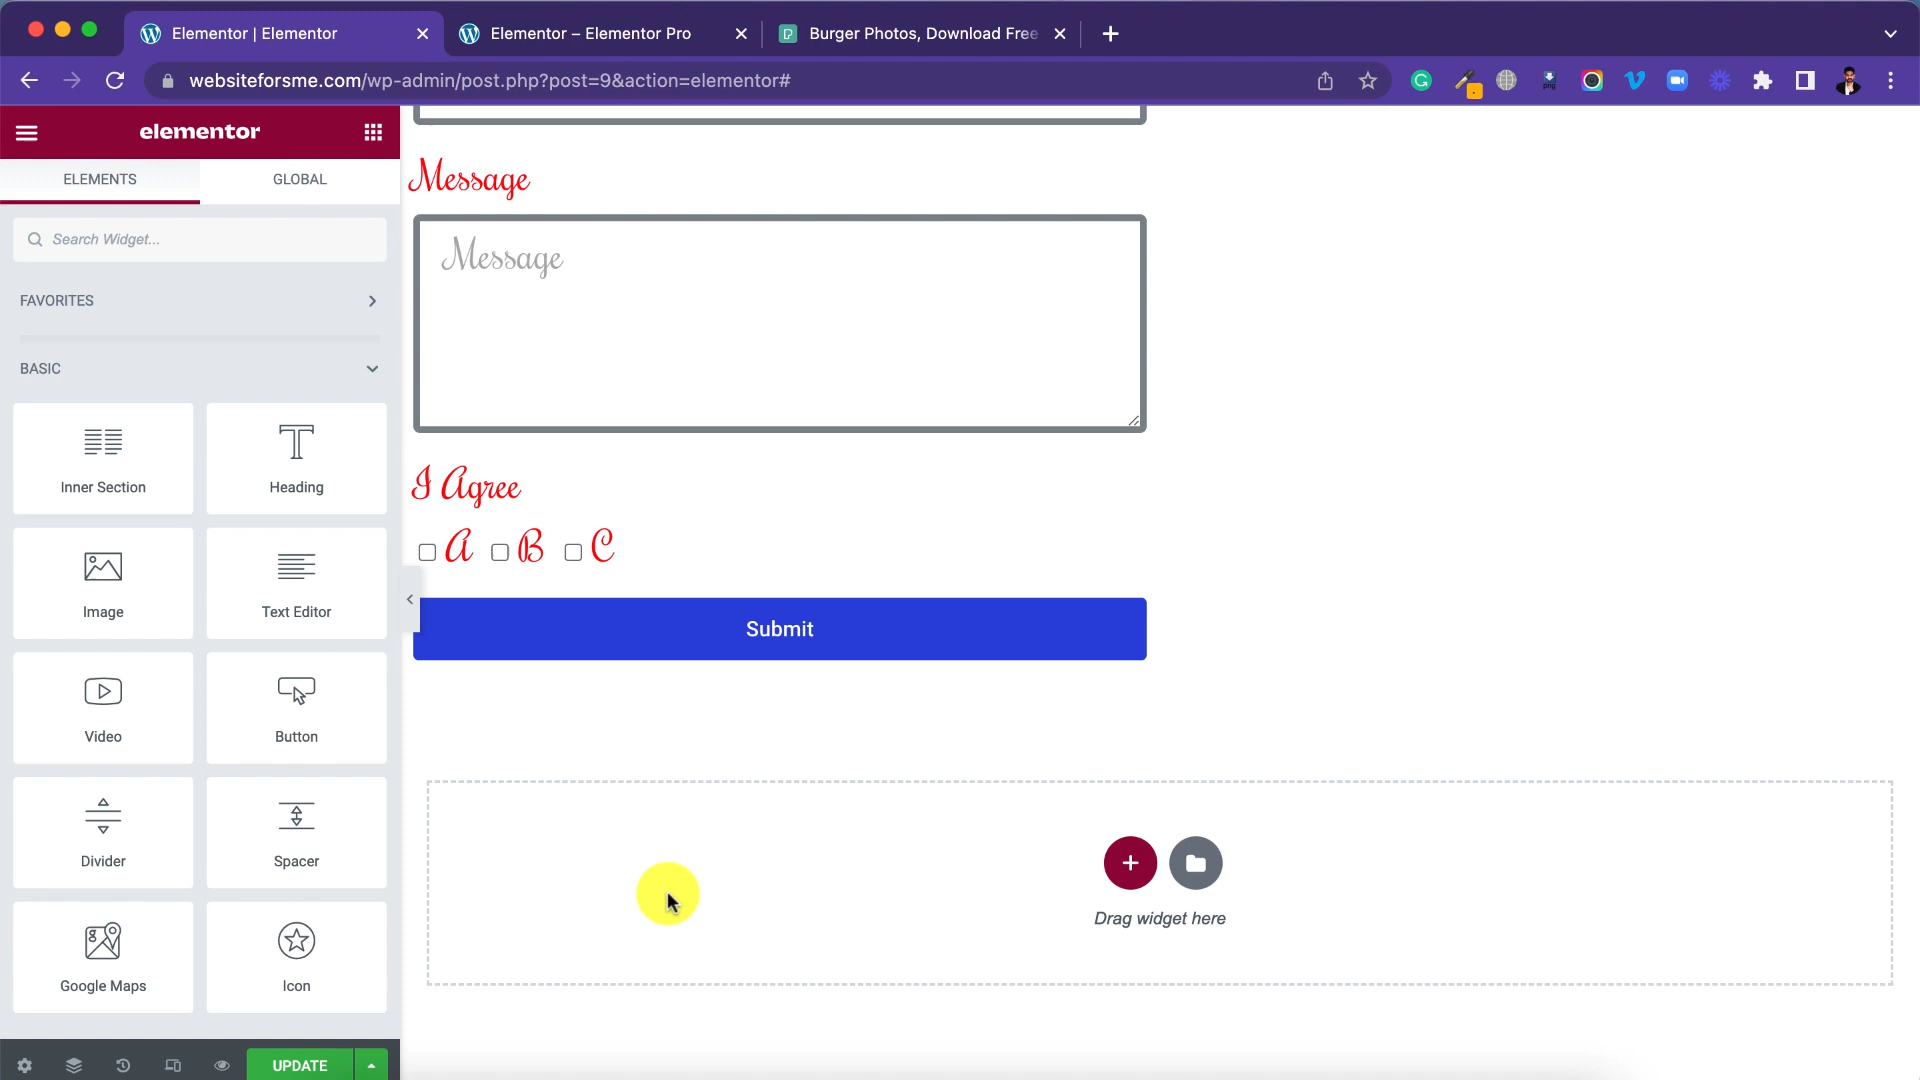 Elementor | Elementor
Elementor – Elementor Pro
Burger Photos, Download Free
websiteforsme.com/wp-admin/post.php?post=9&action=elementor#
elementor
ELEMENTS
GLOBAL
Search Widget...
FAVORITES
BASIC
Inner Section
Heading
Image
Text Editor
Video
Button
Divider
Spacer
Google Maps
Icon
UPDATE
Message
Message
I Agree
A B C
Submit
Drag widget here